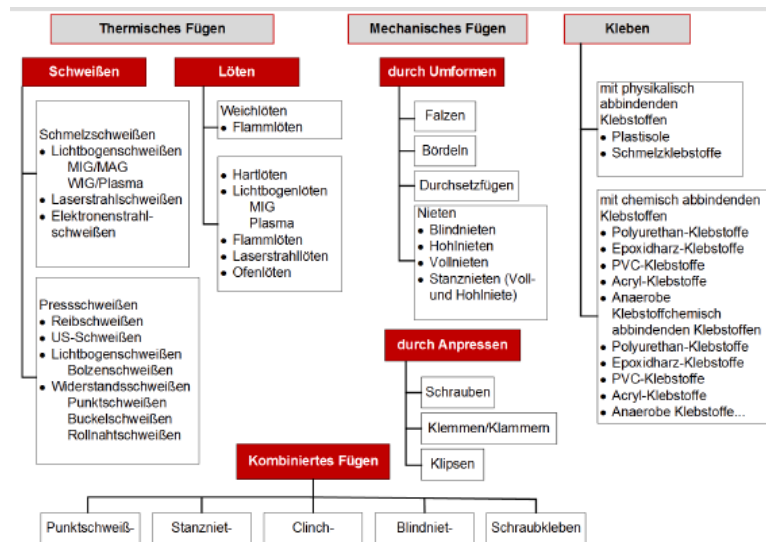 Thermisches Fügen
Mechanisches Fügen
Kleben
Schweißen
Löten
durch Umformen
Schmelzschweißen
• Lichtbogenschweißen
MIG/MAG
WIG/Plasma
• Laserstrahlschweißen
• Elektronenstrahl-
schweißen
Pressschweißen
• Reibschweißen
• US-Schweißen
• Lichtbogenschweißen
Bolzenschweißen
• Widerstandsschweißen
Punktschweißen
Buckelschweißen
Rollnahtschweißen
Weichlöten
• Flammlöten
• Hartlöten
• Lichtbogenlöten
MIG
Plasma
• Flammlöten
• Laserstrahllöten
• Ofenlöten
Falzen
Bördeln
Durchsetzfügen
Nieten
• Blindnieten
• Hohlnieten
• Vollnieten
• Stanznieten (Voll-
und Hohlniete)
durch Anpressen
Schrauben
Klemmen/Klammern
Klipsen
mit physikalisch
abbindenden
Klebstoffen
• Plastisole
• Schmelzklebstoffe
mit chemisch abbindenden
Klebstoffen
• Polyurethan-Klebstoffe
• Epoxidharz-Klebstoffe
• PVC-Klebstoffe
• Acryl-Klebstoffe
• Anaerobe
Klebstoffchemisch
abbindenden Klebstoffen
• Polyurethan-Klebstoffe
• Epoxidharz-Klebstoffe
• PVC-Klebstoffe
• Acryl-Klebstoffe
• Anaerobe Klebstoffe...
Kombiniertes Fügen
Punktschweiß-
Stanzniet-
Clinch-
Blindniet-
Schraubkleben